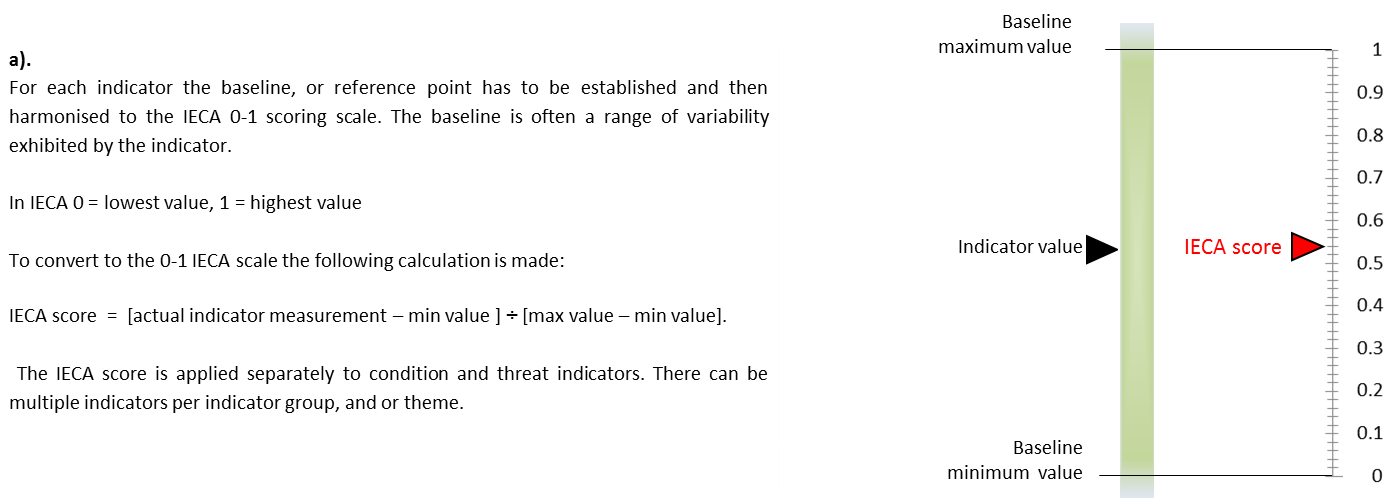 a).
For each indicator the baseline, or reference point has to be established and then
harmonised to the IECA 0-1 scoring scale. The baseline is often a range of variability
exhibited by the indicator.
In IECA 0 = lowest value, 1 = highest value
To convert to the 0-1 IECA scale the following calculation is made:
IECA score = [actual indicator measurement – min value ] ÷ [max value – min value].
The IECA score is applied separately to condition and threat indicators. There can be
multiple indicators per indicator group, and or theme.
Baseline
maximum value
Indicator value
IECA score
Baseline
minimum value
1
0.9
0.8
0.7
0.6
0.5
0.4
0.3
0.2
0.1
0